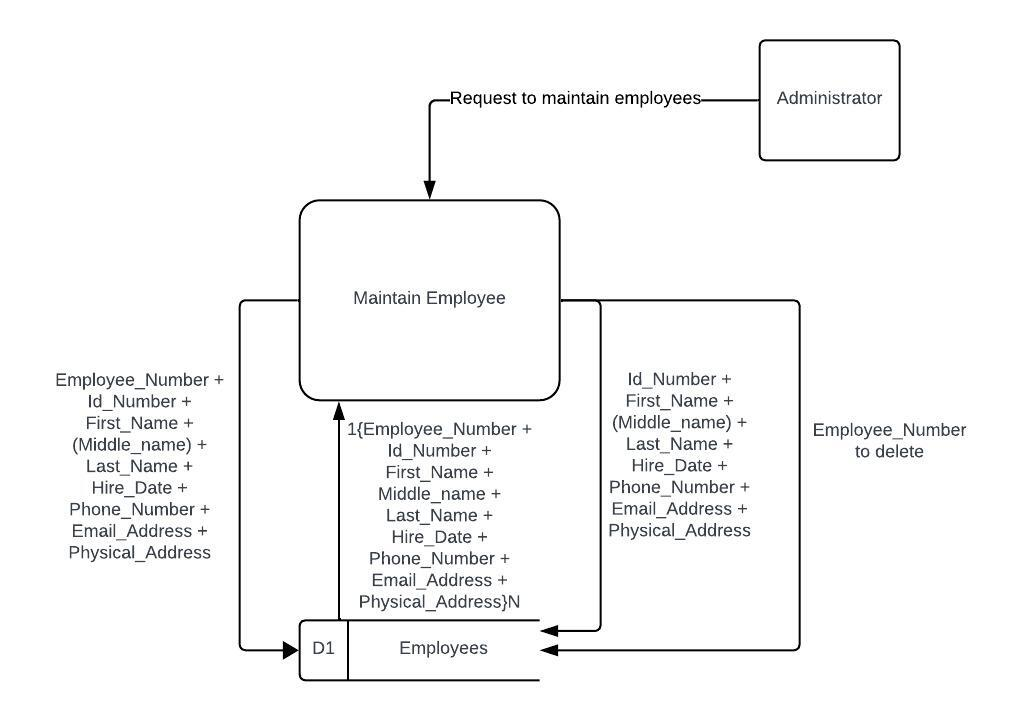 Request to maintain employees
Administrator
Maintain Employee
Employee_Number +
Id_Number +
First_Name +
(Middle_name) +
Last_Name +
Hire_Date +
Phone_Number +
Email_Address +
Physical_Address
1{Employee_Number +
Id_Number +
First_Name +
Middle_name +
Last_Name +
Hire_Date +
Phone_Number +
Email_Address +
Physical_Address}N
Id_Number +
First_Name +
(Middle_name) +
Last_Name +
Hire_Date +
Phone_Number +
Email_Address +
Physical_Address
Employee_Number
to delete
D1
Employees